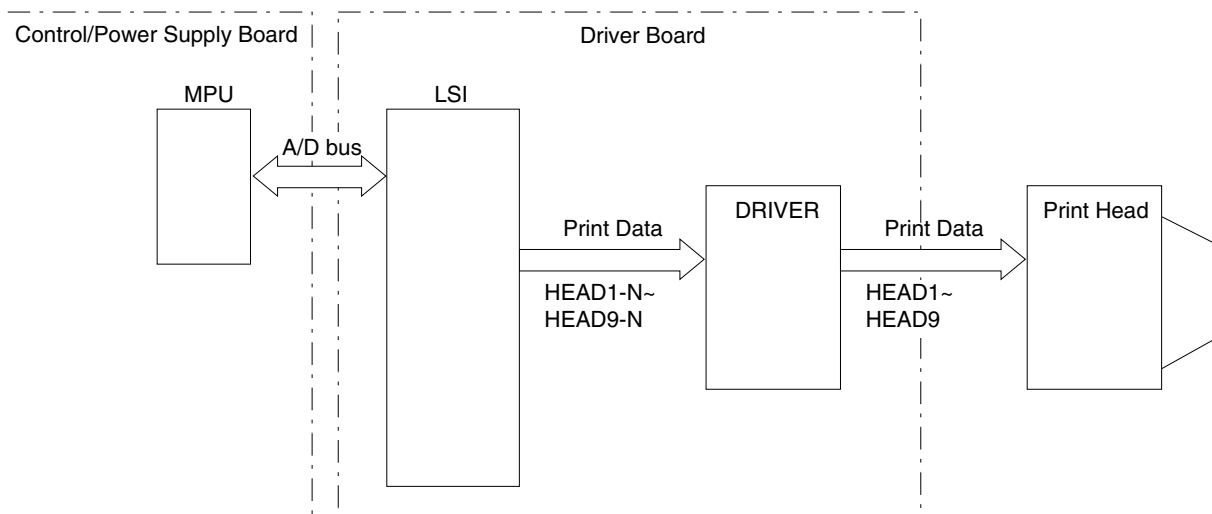 Control/Power Supply Board
Driver Board
MPU
LSI
A/D bus
DRIVER
Print Head
Print Data
Print Data
HEAD1-N~
HEAD9-N
HEAD1~
HEAD9